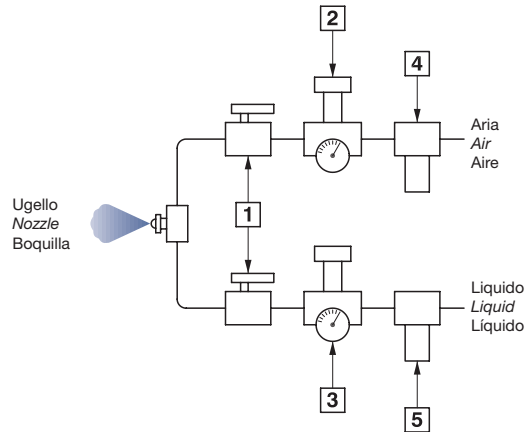 2
4
Aria
Air
Aire
1
Ugello
Nozzle
Boquilla
Liquido
Liquid
Líquido
3
5